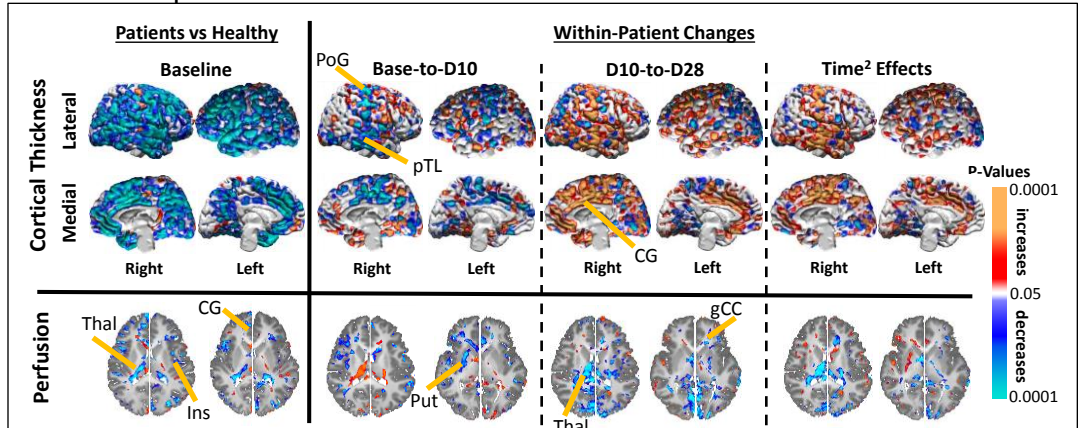 Patients vs Healthy
Within-Patient Changes
Baseline
Base-to-D10
D10-to-D28
Time² Effects
PoG
pTL
CG
Cortical Thickness
Lateral
Medial
Right
Left
Right
Left
Right
Left
Right
Left
P-Values
0.0001
increases
0.05
decreases
0.0001
Perfusion
Thal
CG
Ins
Put
Thal
gCC